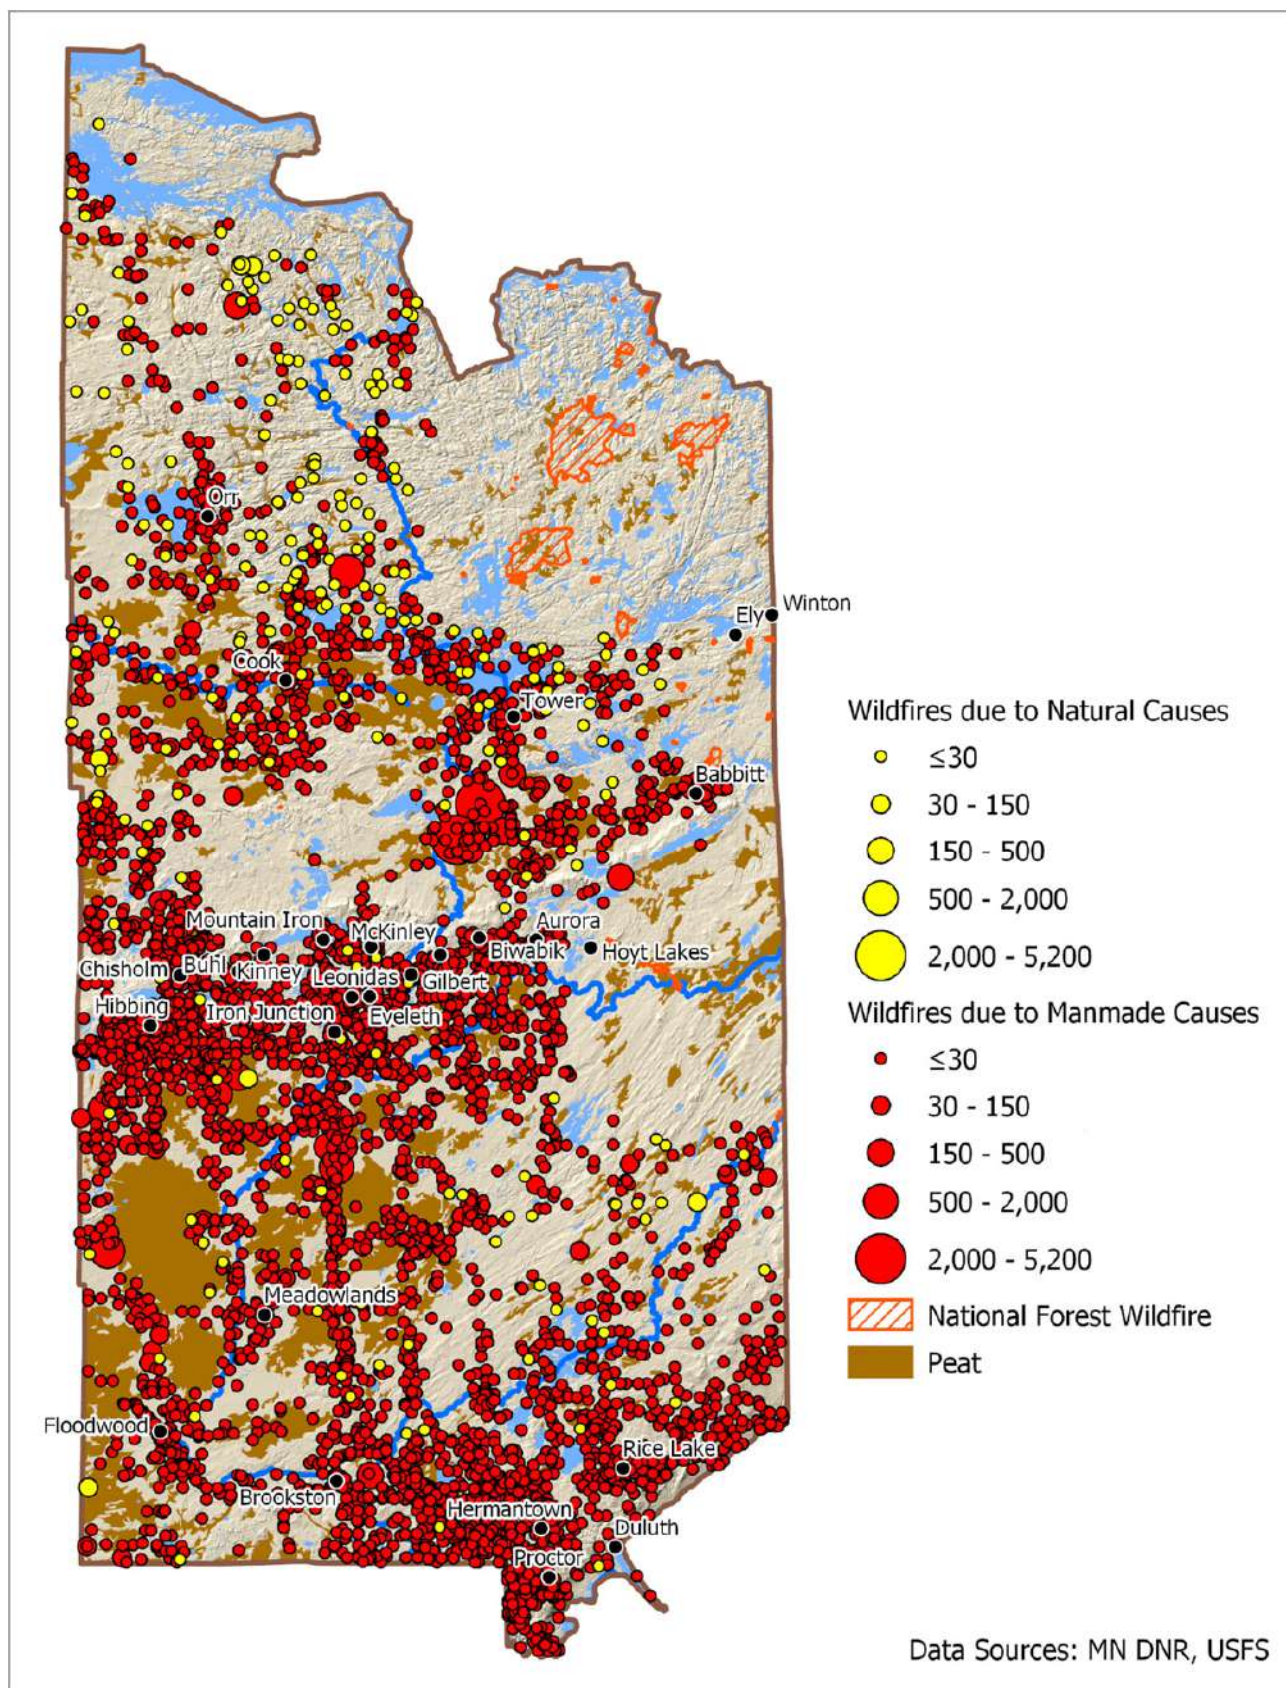 Orr
Winton
Ely
Cook
Tower
Babbitt
Mountain Iron
McKinley
Aurora
Biwabik
Hoyt Lakes
Chisholm
Buhl
Kinney
Leonidas
Gilbert
Hibbing
Iron Junction
Eveleth
Meadowlands
Floodwood
Rice Lake
Brookston
Hermantown
Duluth
Proctor
Wildfires due to Natural Causes
≤30
30 - 150
150 - 500
500 - 2,000
2,000 - 5,200
Wildfires due to Manmade Causes
≤30
30 - 150
150 - 500
500 - 2,000
2,000 - 5,200
National Forest Wildfire
Peat
Data Sources: MN DNR, USFS